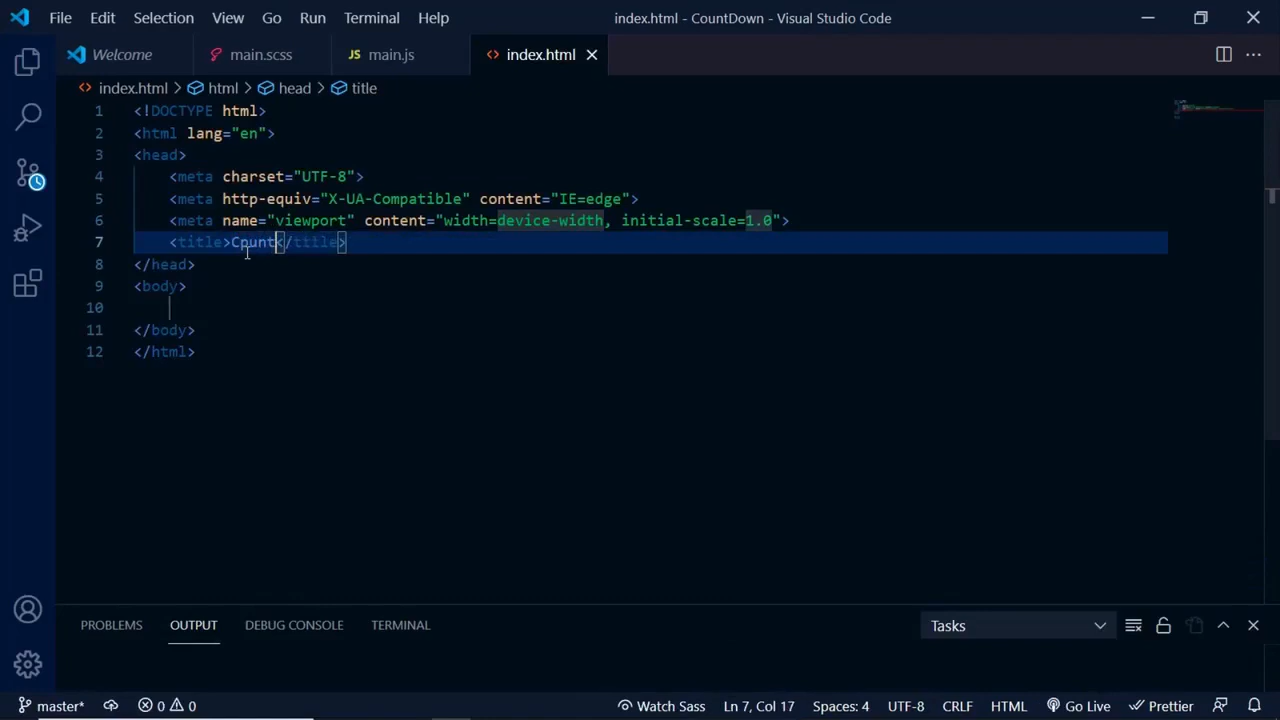 File Edit Selection View Go Run Terminal Help index.html - CountDown - Visual Studio Code
Welcome main.scss JS main.js <> index.html
<> index.html > html > head > title
1 <!DOCTYPE html>
2 <html lang="en">
3 <head>
4 <meta charset="UTF-8">
5 <meta http-equiv="X-UA-Compatible" content="IE=edge">
6 <meta name="viewport" content="width=device-width, initial-scale=1.0">
7 <title>Count</title>
8 </head>
9 <body>
10
11 </body>
12 </html>
PROBLEMS OUTPUT DEBUG CONSOLE TERMINAL Tasks
master* 0 0 Watch Sass Ln 7, Col 17 Spaces: 4 UTF-8 CRLF HTML Go Live Prettier